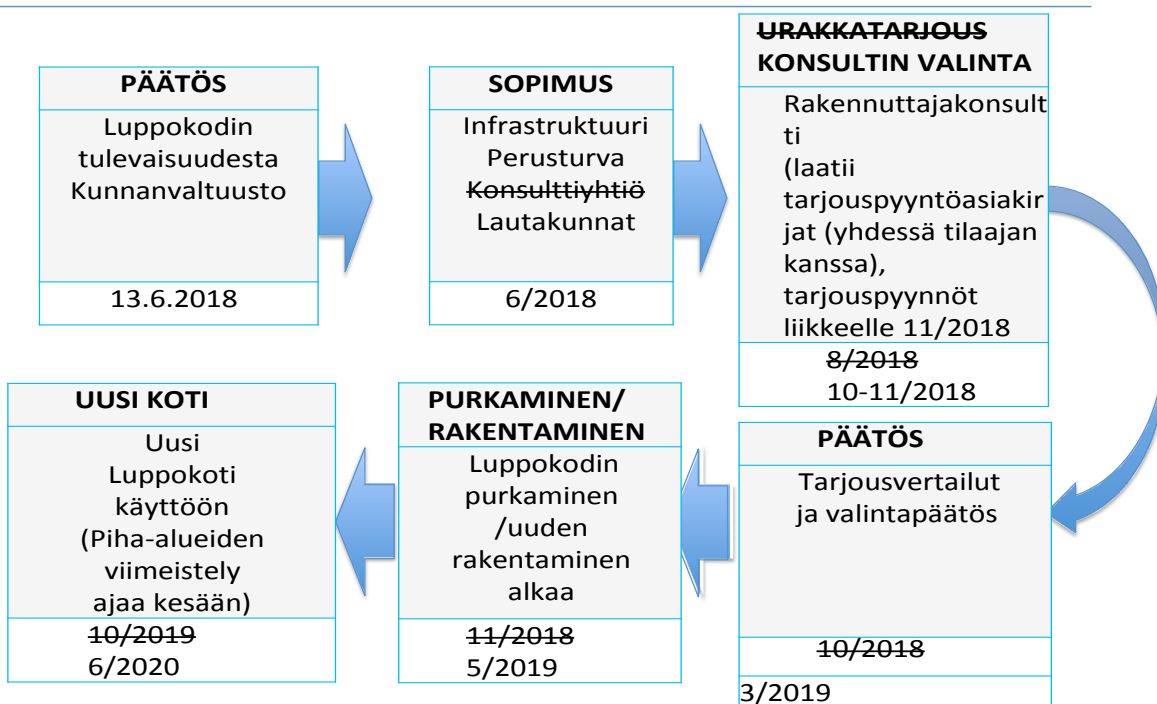 PÄÄTÖS
Luppokodin
tulevaisuudesta
Kunnanvaltuusto
13.6.2018
SOPIMUS
Infrastruktuuri
Perusturva
Konsulttiyhtiö
Lautakunnat
6/2018
URAKKATARJOUS
KONSULTIN VALINTA
Rakennuttajakonsult
ti
(laatii
tarjouspyyntöasiakir
jat (yhdessä tilaajan
kanssa),
tarjouspyynnöt
liikkeelle 11/2018
8/2018
10-11/2018
PÄÄTÖS
Tarjousvertailut
ja valintapäätös
10/2018
3/2019
PURKAMINEN/
RAKENTAMINEN
Luppokodin
purkaminen
/uuden
rakentaminen
alkaa
11/2018
5/2019
UUSI KOTI
Uusi
Luppokoti
käyttöön
(Piha-alueiden
viimeistely
ajaa kesään)
10/2019
6/2020